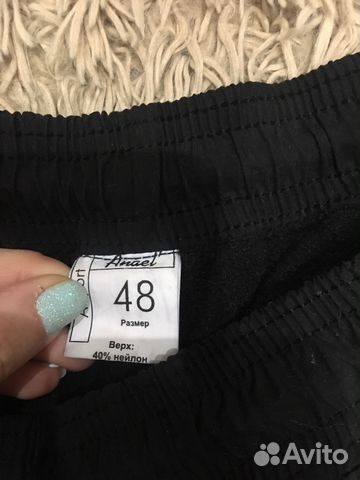 Anael
48
Размер
Верх:
40% нейлон
Avito